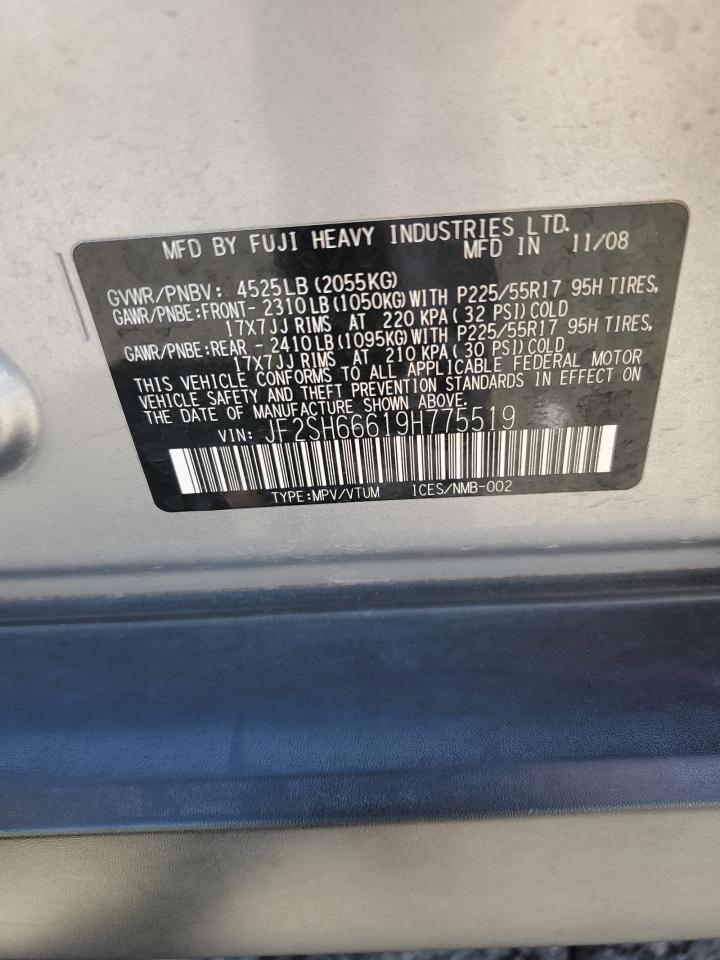 MFD BY FUJI HEAVY INDUSTRIES LTD.
MFD IN 11/08
GVWR/PNBV: 4525LB (2055KG)
GAWR/PNBE:FRONT- 2310LB(1050KG)WITH P225/55R17 95H TIRES,
17X7JJ RIMS AT 220 KPA( 32 PSI)COLD
GAWR/PNBE:REAR - 2410LB(1095KG)WITH P225/55R17 95H TIRES,
17X7JJ RIMS AT 210 KPA( 30 PSI)COLD
THIS VEHICLE CONFORMS TO ALL APPLICABLE FEDERAL MOTOR
VEHICLE SAFETY AND THEFT PREVENTION STANDARDS IN EFFECT ON
THE DATE OF MANUFACTURE SHOWN ABOVE.
VIN: JF2SH66619H775519
TYPE:MPV/VTUM ICES/NMB-002